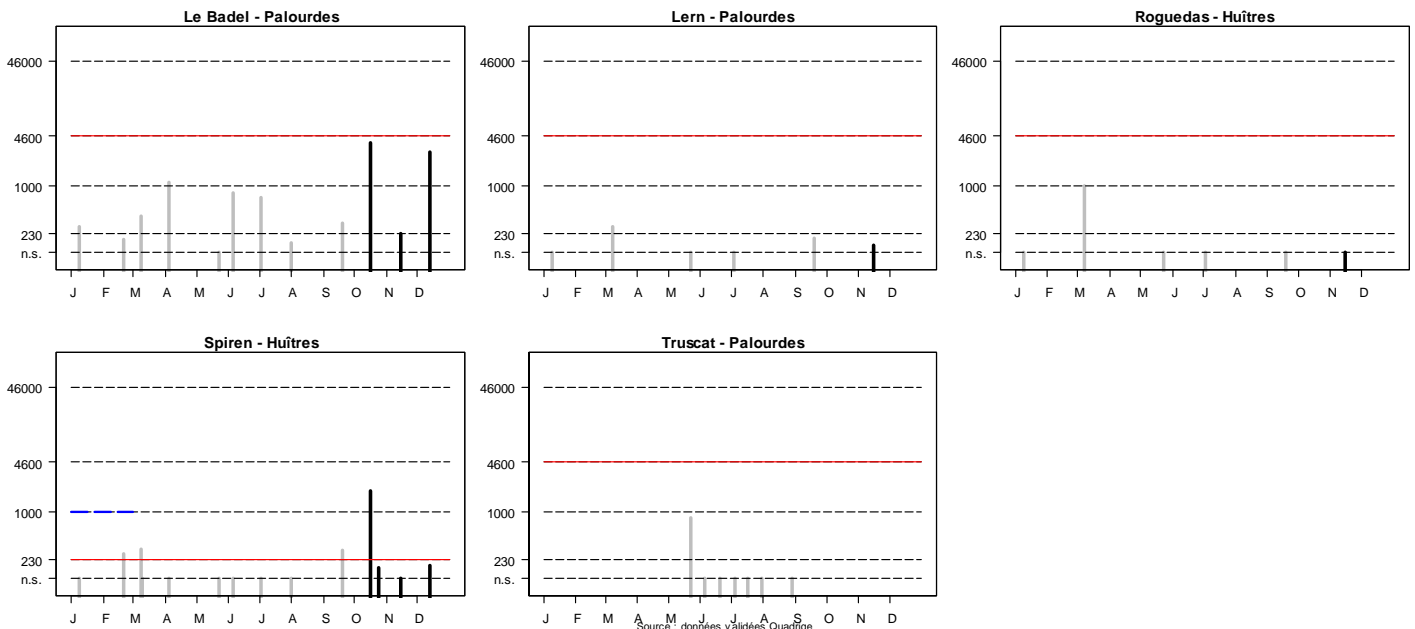 Le Badel - Palourdes
46000
4600
1000
230
n.s.
J F M A M J J A S O N D
Lern - Palourdes
46000
4600
1000
230
n.s.
J F M A M J J A S O N D
Roguedas - Huîtres
46000
4600
1000
230
n.s.
J F M A M J J A S O N D
Spiren - Huîtres
46000
4600
1000
230
n.s.
J F M A M J J A S O N D
Truscat - Palourdes
46000
4600
1000
230
n.s.
J F M A M J J A S O N D
Source : données validées Quadrige